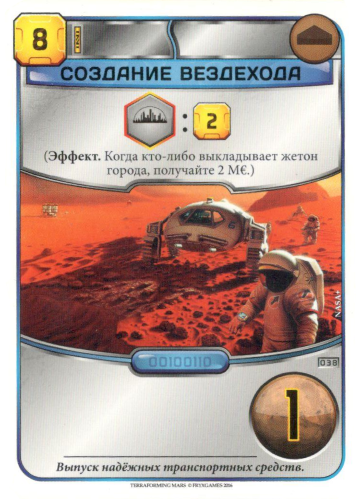 8
СОЗДАНИЕ ВЕЗДЕХОДА
: 2
(Эффект. Когда кто-либо выкладывает жетон
города, получайте 2 М€.)
NASA*
00100110
038
1
Выпуск надёжных транспортных средств.
TERRAFORMING MARS © FRYXGAMES 2016